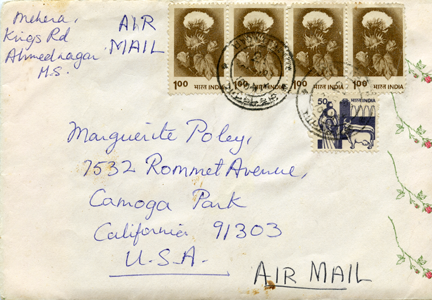 Mehera,
Kings Rd
Ahmednagar
M.S.
AIR
MAIL
1.00 भारत INDIA
1.00 भारत INDIA
1.00 भारत INDIA
1.00 भारत INDIA
50 भारत INDIA
Marguerite Poley,
7532 Rommet Avenue,
Camoga Park
California 91303
U.S.A.
AIR MAIL